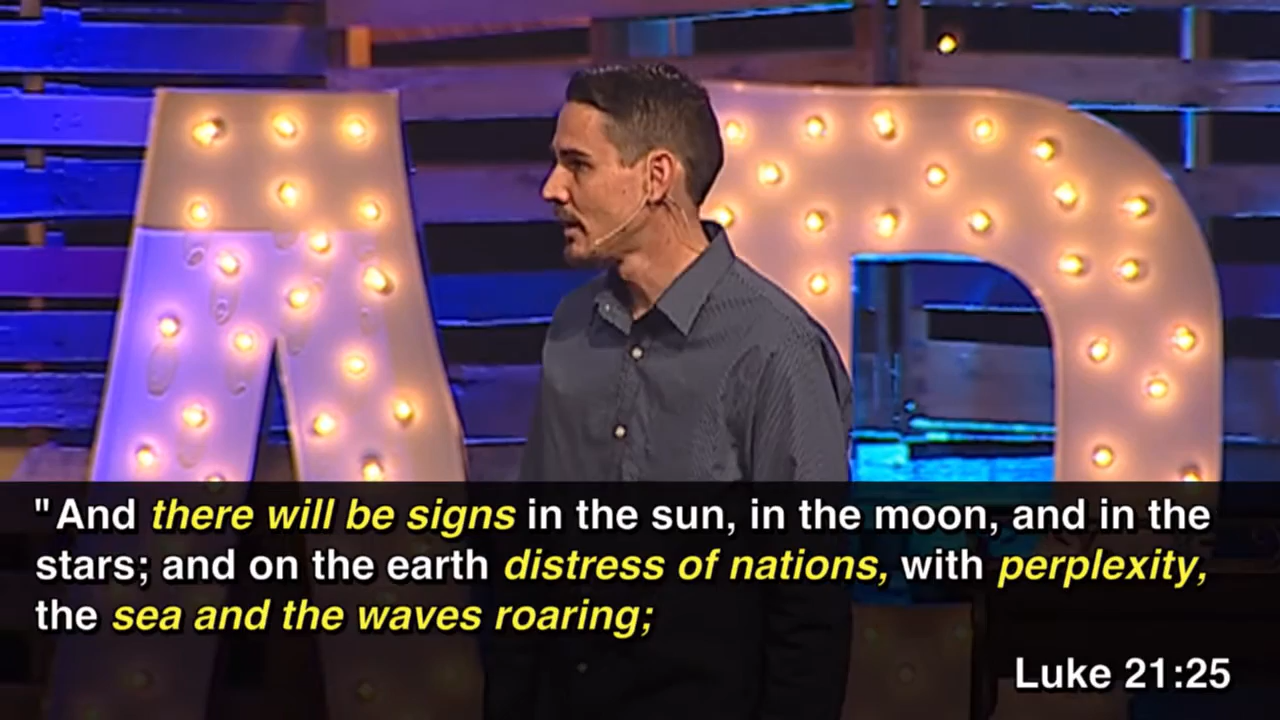 A D
"And there will be signs in the sun, in the moon, and in the
stars; and on the earth distress of nations, with perplexity,
the sea and the waves roaring;
Luke 21:25